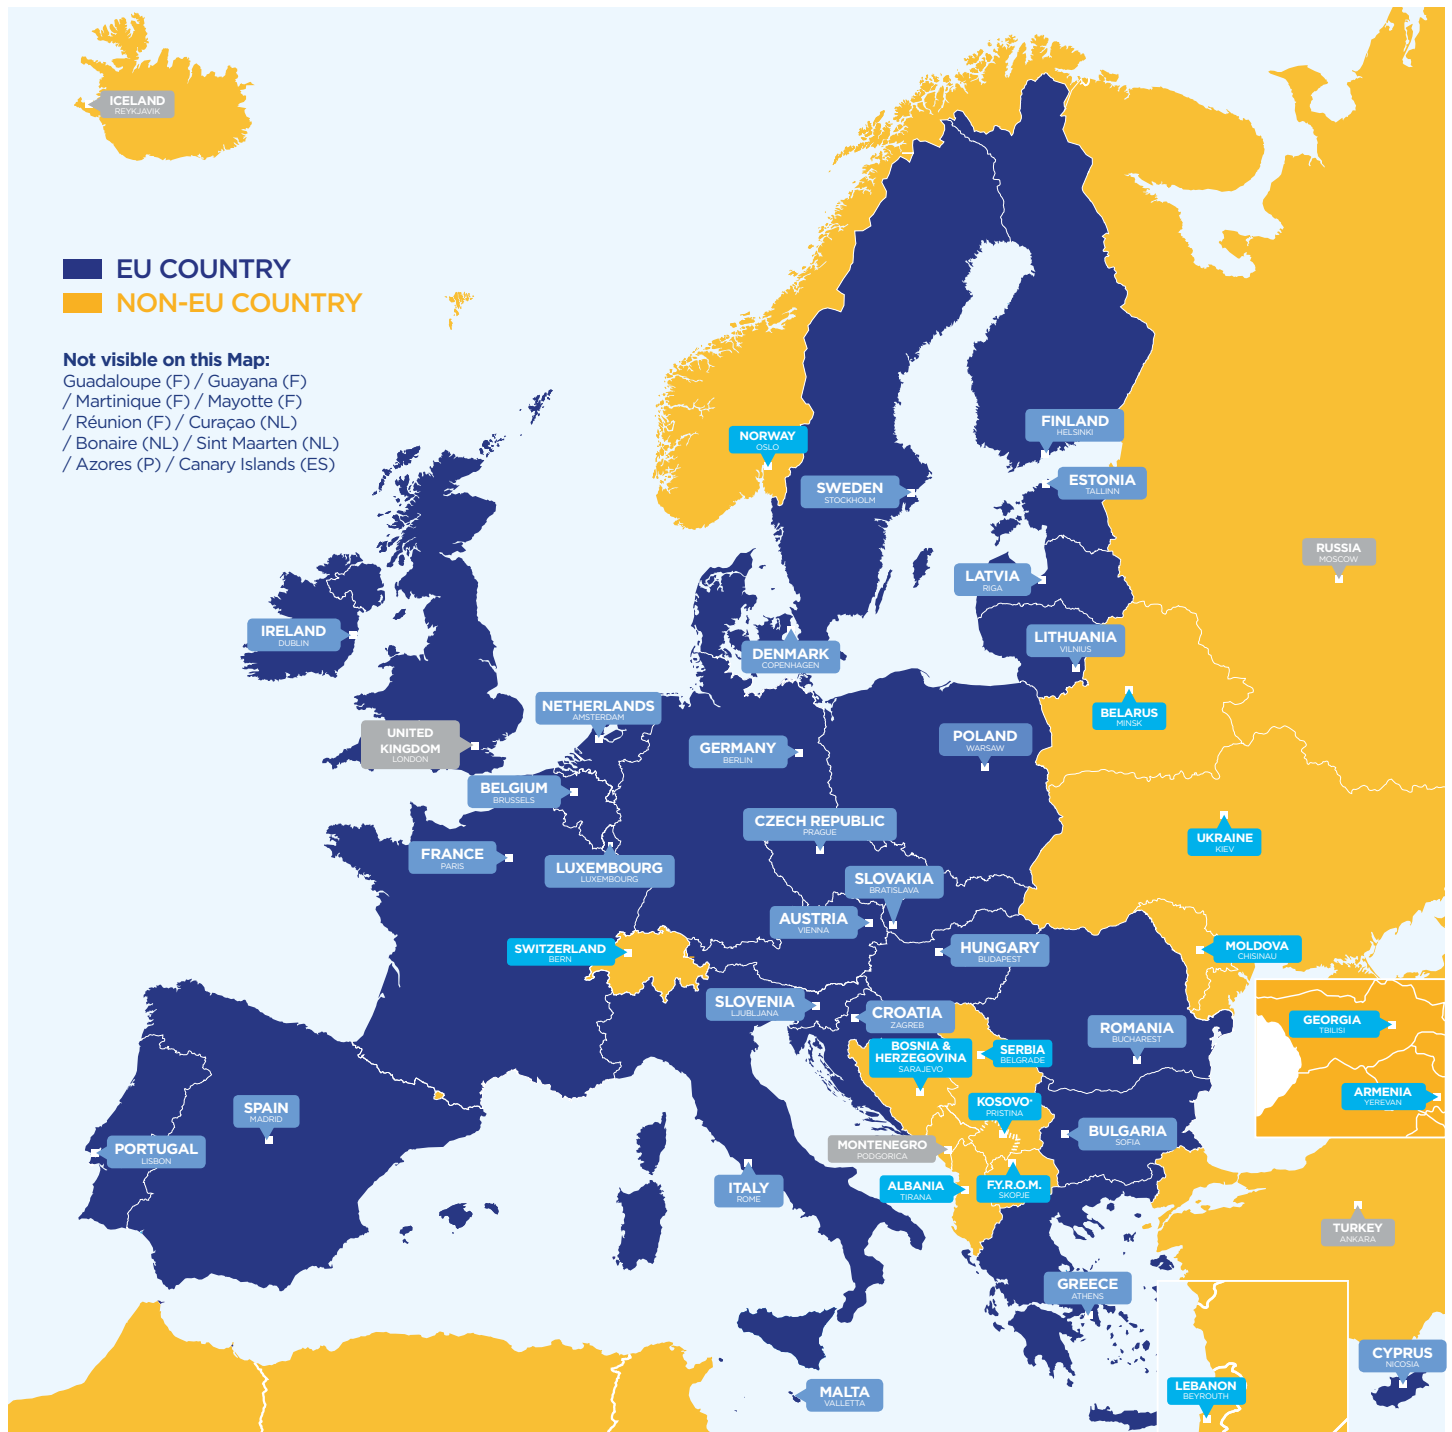 ICELAND
REYKJAVIK
EU COUNTRY
NON-EU COUNTRY
Not visible on this Map:
Guadaloupe (F) / Guayana (F)
/ Martinique (F) / Mayotte (F)
/ Réunion (F) / Curaçao (NL)
/ Bonaire (NL) / Sint Maarten (NL)
/ Azores (P) / Canary Islands (ES)
FINLAND
HELSINKI
NORWAY
OSLO
SWEDEN
STOCKHOLM
ESTONIA
TALLINN
RUSSIA
MOSCOW
LATVIA
RIGA
IRELAND
DUBLIN
LITHUANIA
VILNIUS
DENMARK
COPENHAGEN
NETHERLANDS
AMSTERDAM
BELARUS
MINSK
UNITED
KINGDOM
LONDON
GERMANY
BERLIN
POLAND
WARSAW
BELGIUM
BRUSSELS
CZECH REPUBLIC
PRAGUE
UKRAINE
KIEV
FRANCE
PARIS
LUXEMBOURG
LUXEMBOURG
SLOVAKIA
BRATISLAVA
AUSTRIA
VIENNA
SWITZERLAND
BERN
HUNGARY
BUDAPEST
MOLDOVA
CHISINAU
SLOVENIA
LJUBLJANA
CROATIA
ZAGREB
ROMANIA
BUCHAREST
GEORGIA
TBILISI
BOSNIA &
HERZEGOVINA
SARAJEVO
SERBIA
BELGRADE
ARMENIA
YEREVAN
SPAIN
MADRID
KOSOVO*
PRISTINA
PORTUGAL
LISBON
MONTENEGRO
PODGORICA
BULGARIA
SOFIA
ITALY
ROME
ALBANIA
TIRANA
F.Y.R.O.M.
SKOPJE
TURKEY
ANKARA
GREECE
ATHENS
CYPRUS
NICOSIA
MALTA
VALLETTA
LEBANON
BEYROUTH